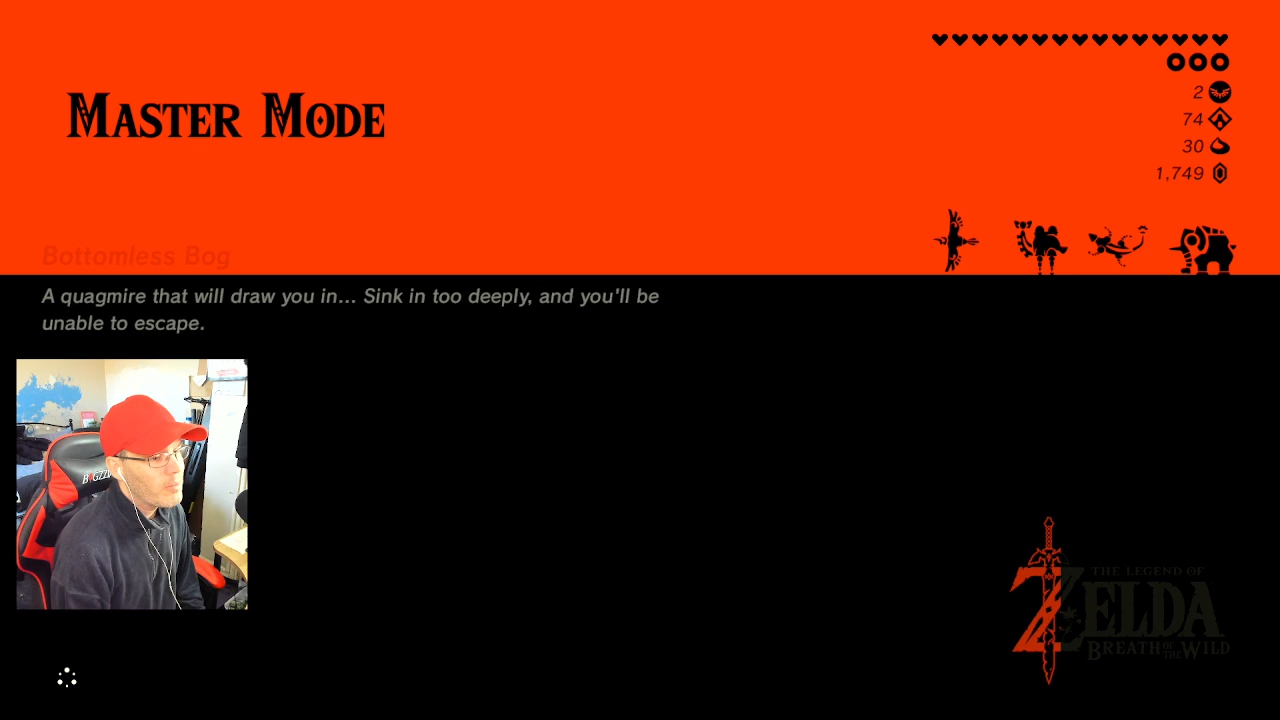 Master Mode
2
74
30
1,749
Bottomless Bog
A quagmire that will draw you in... Sink in too deeply, and you'll be
unable to escape.
THE LEGEND OF
ZELDA
BREATH OF THE WILD